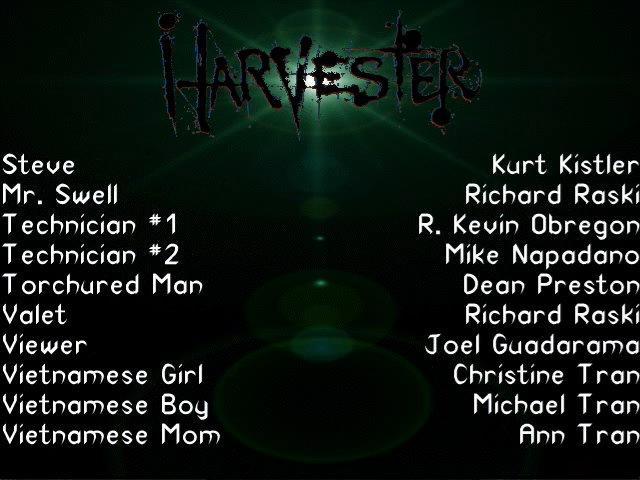 HARVESTER
Steve Kurt Kistler
Mr. Swell Richard Raski
Technician #1 R. Kevin Obregon
Technician #2 Mike Napadano
Torchured Man Dean Preston
Valet Richard Raski
Viewer Joel Guadarama
Vietnamese Girl Christine Tran
Vietnamese Boy Michael Tran
Vietnamese Mom Ann Tran